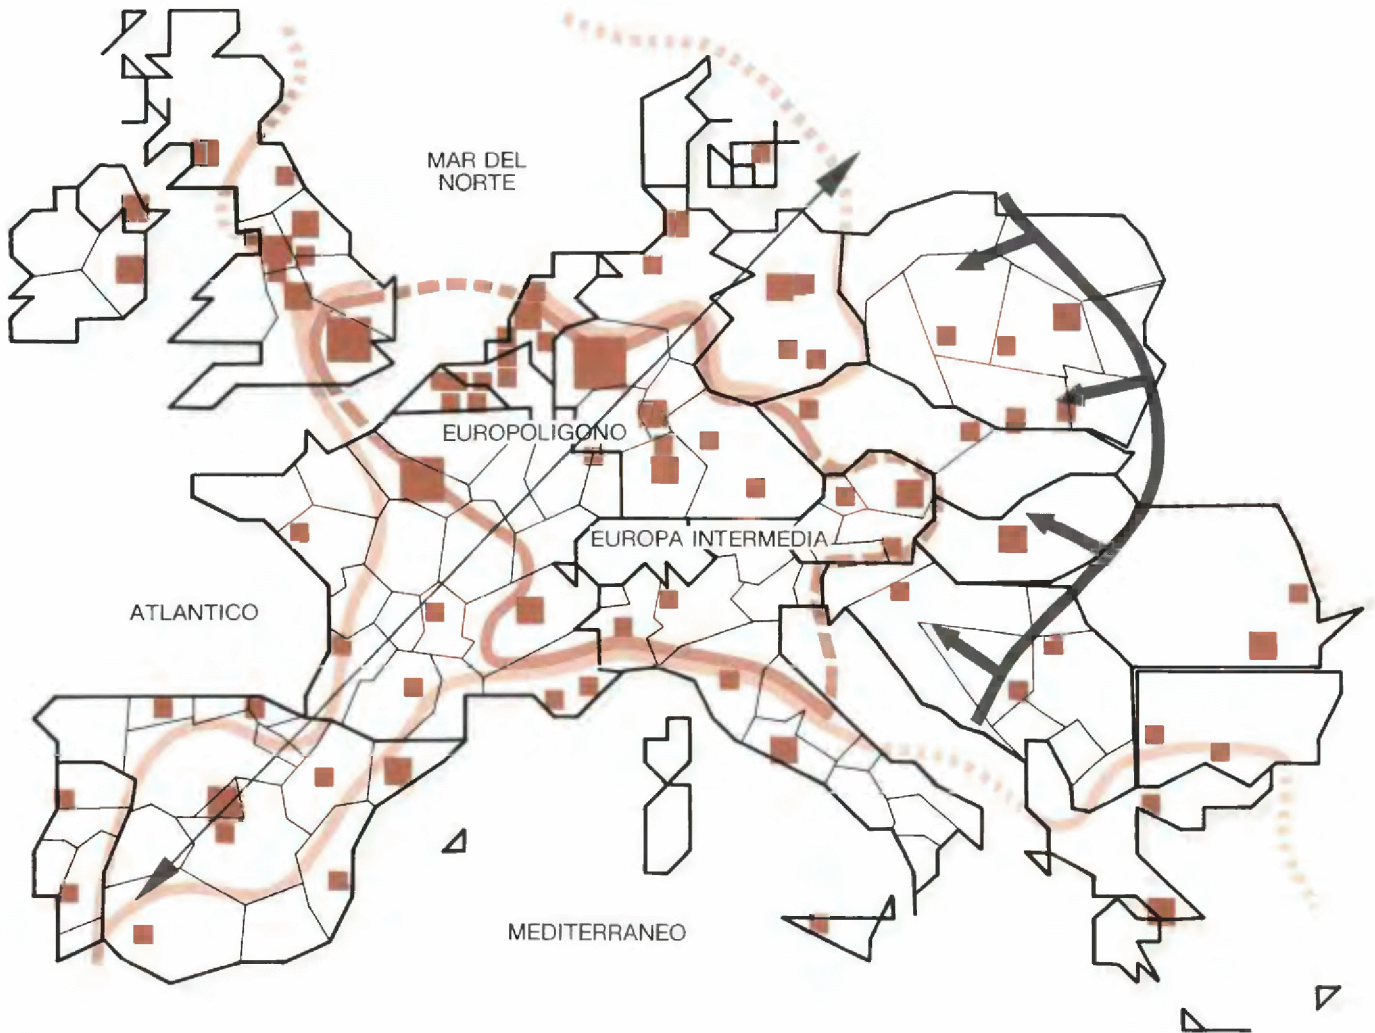 MAR DEL
NORTE
EUROPOLIGONO
EUROPA INTERMEDIA
ATLANTICO
MEDITERRANEO